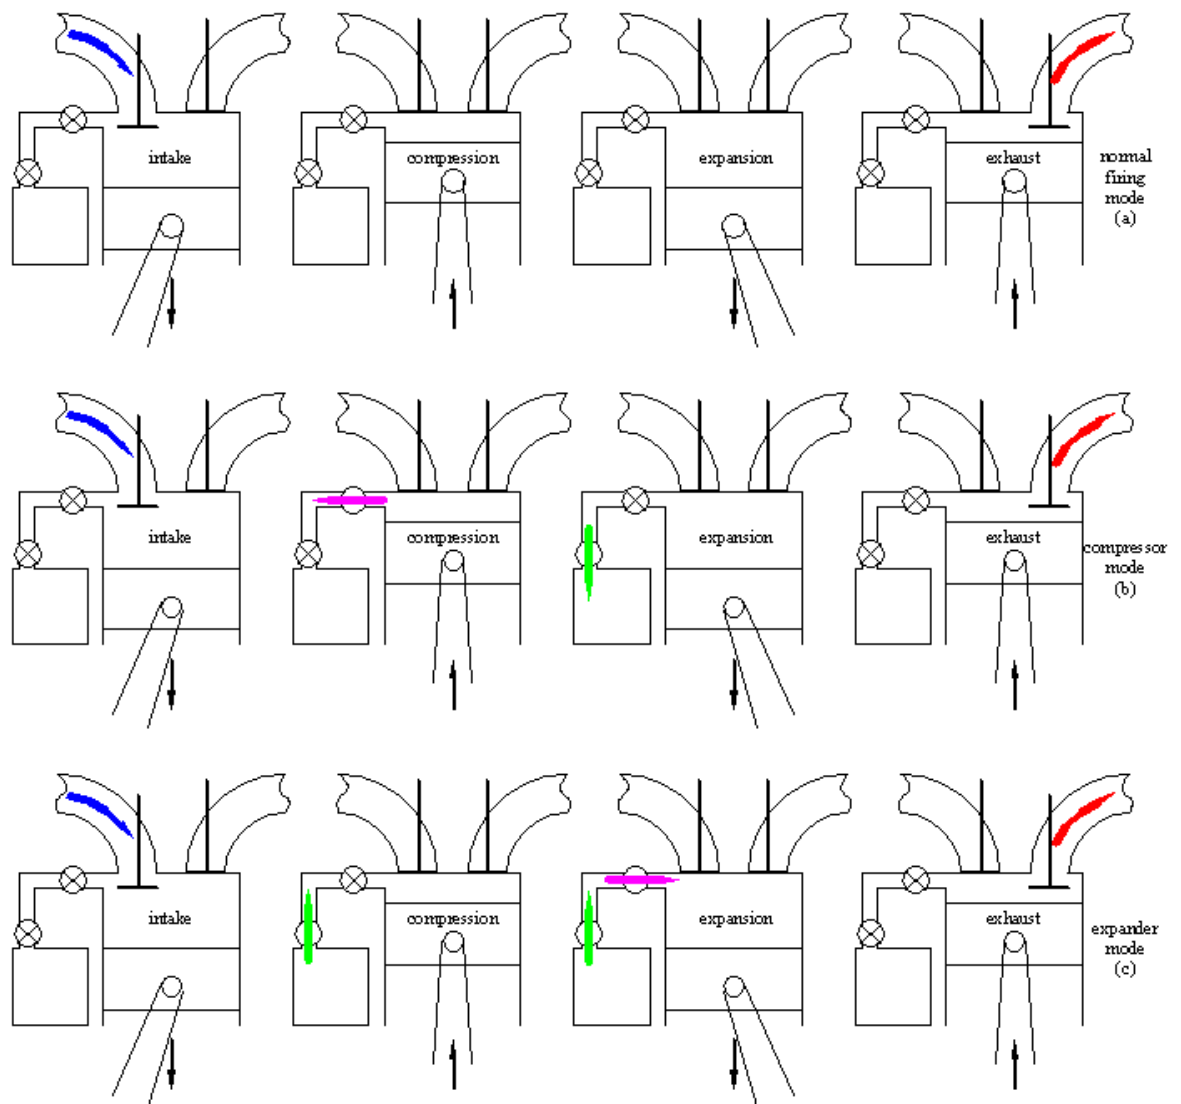 intake
compression
expansion
exhaust
normal
firing
mode
(a)
intake
compression
expansion
exhaust
compressor
mode
(b)
intake
compression
expansion
exhaust
expander
mode
(c)